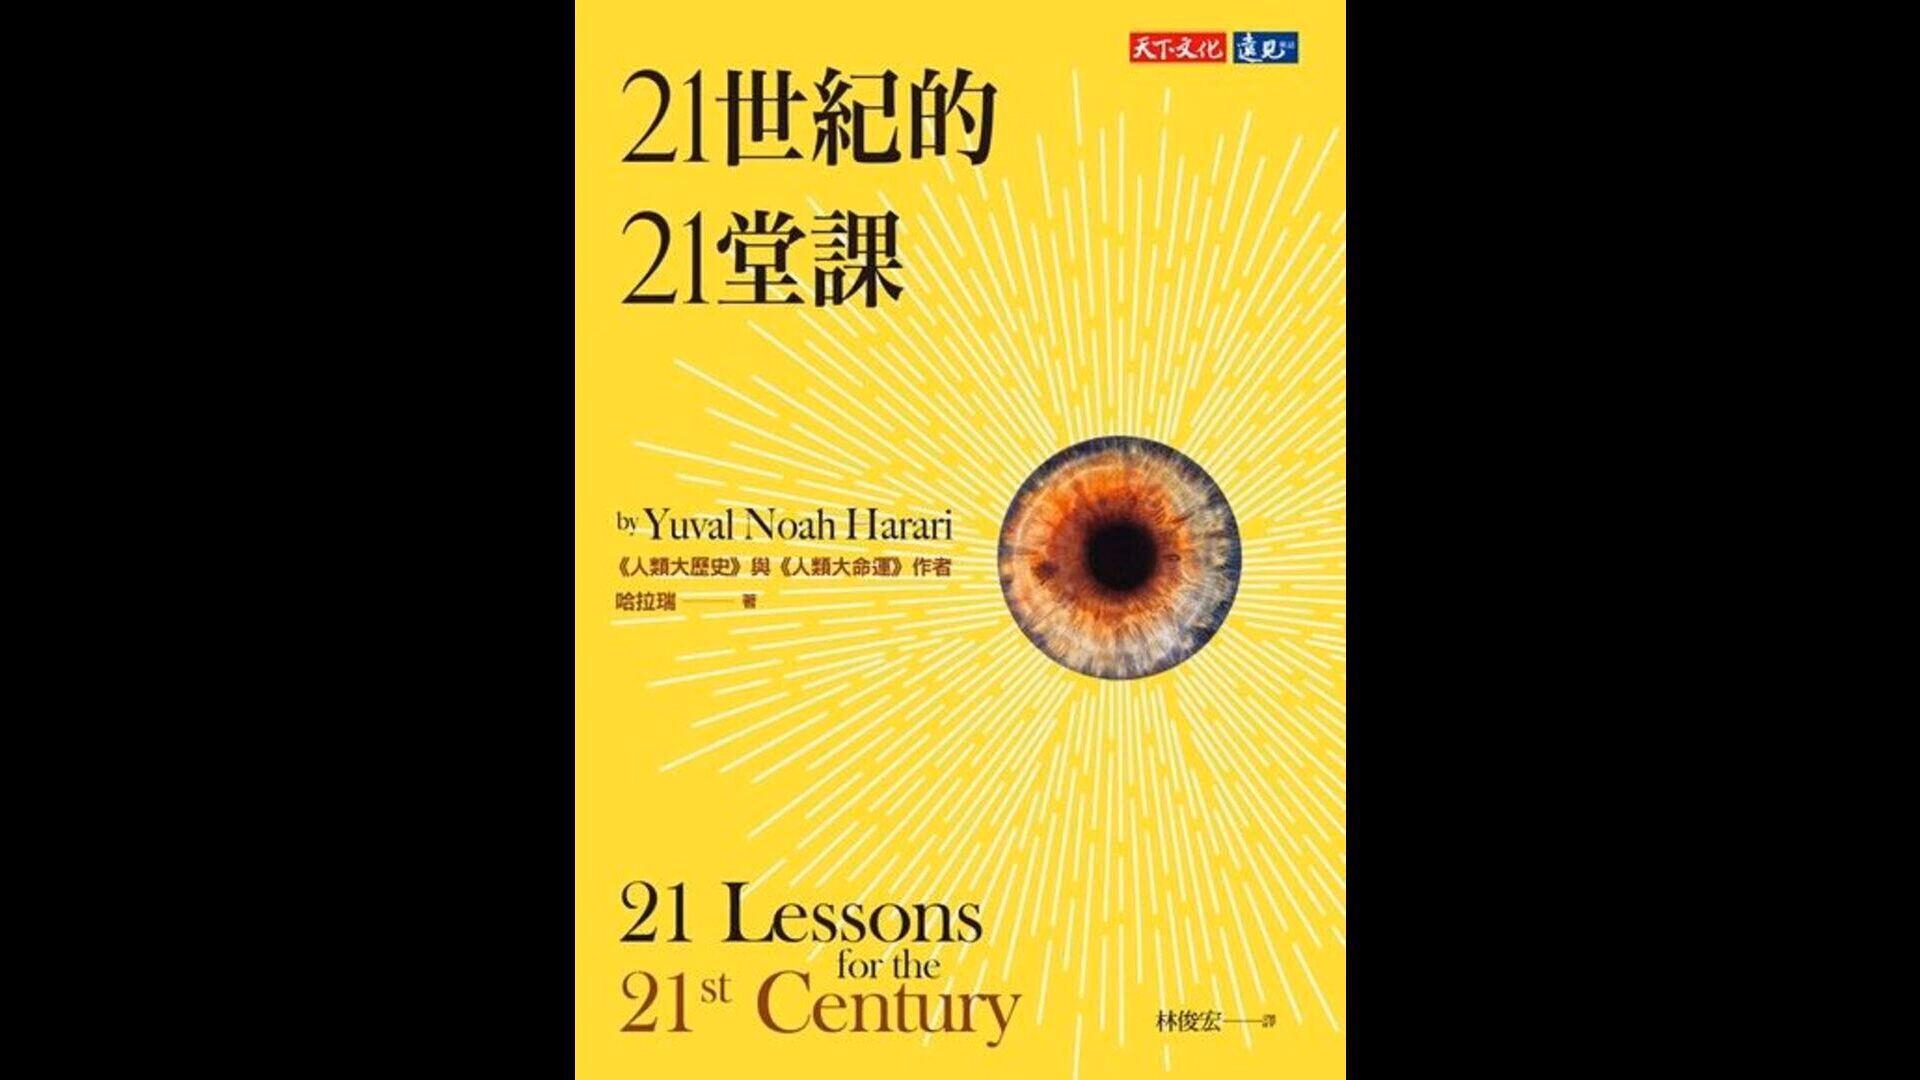 天下文化 遠見
21世紀的
21堂課
by Yuval Noah Harari
《人類大歷史》與《人類大命運》作者
哈拉瑞——著
21 Lessons
for the
21st Century
林俊宏——譯